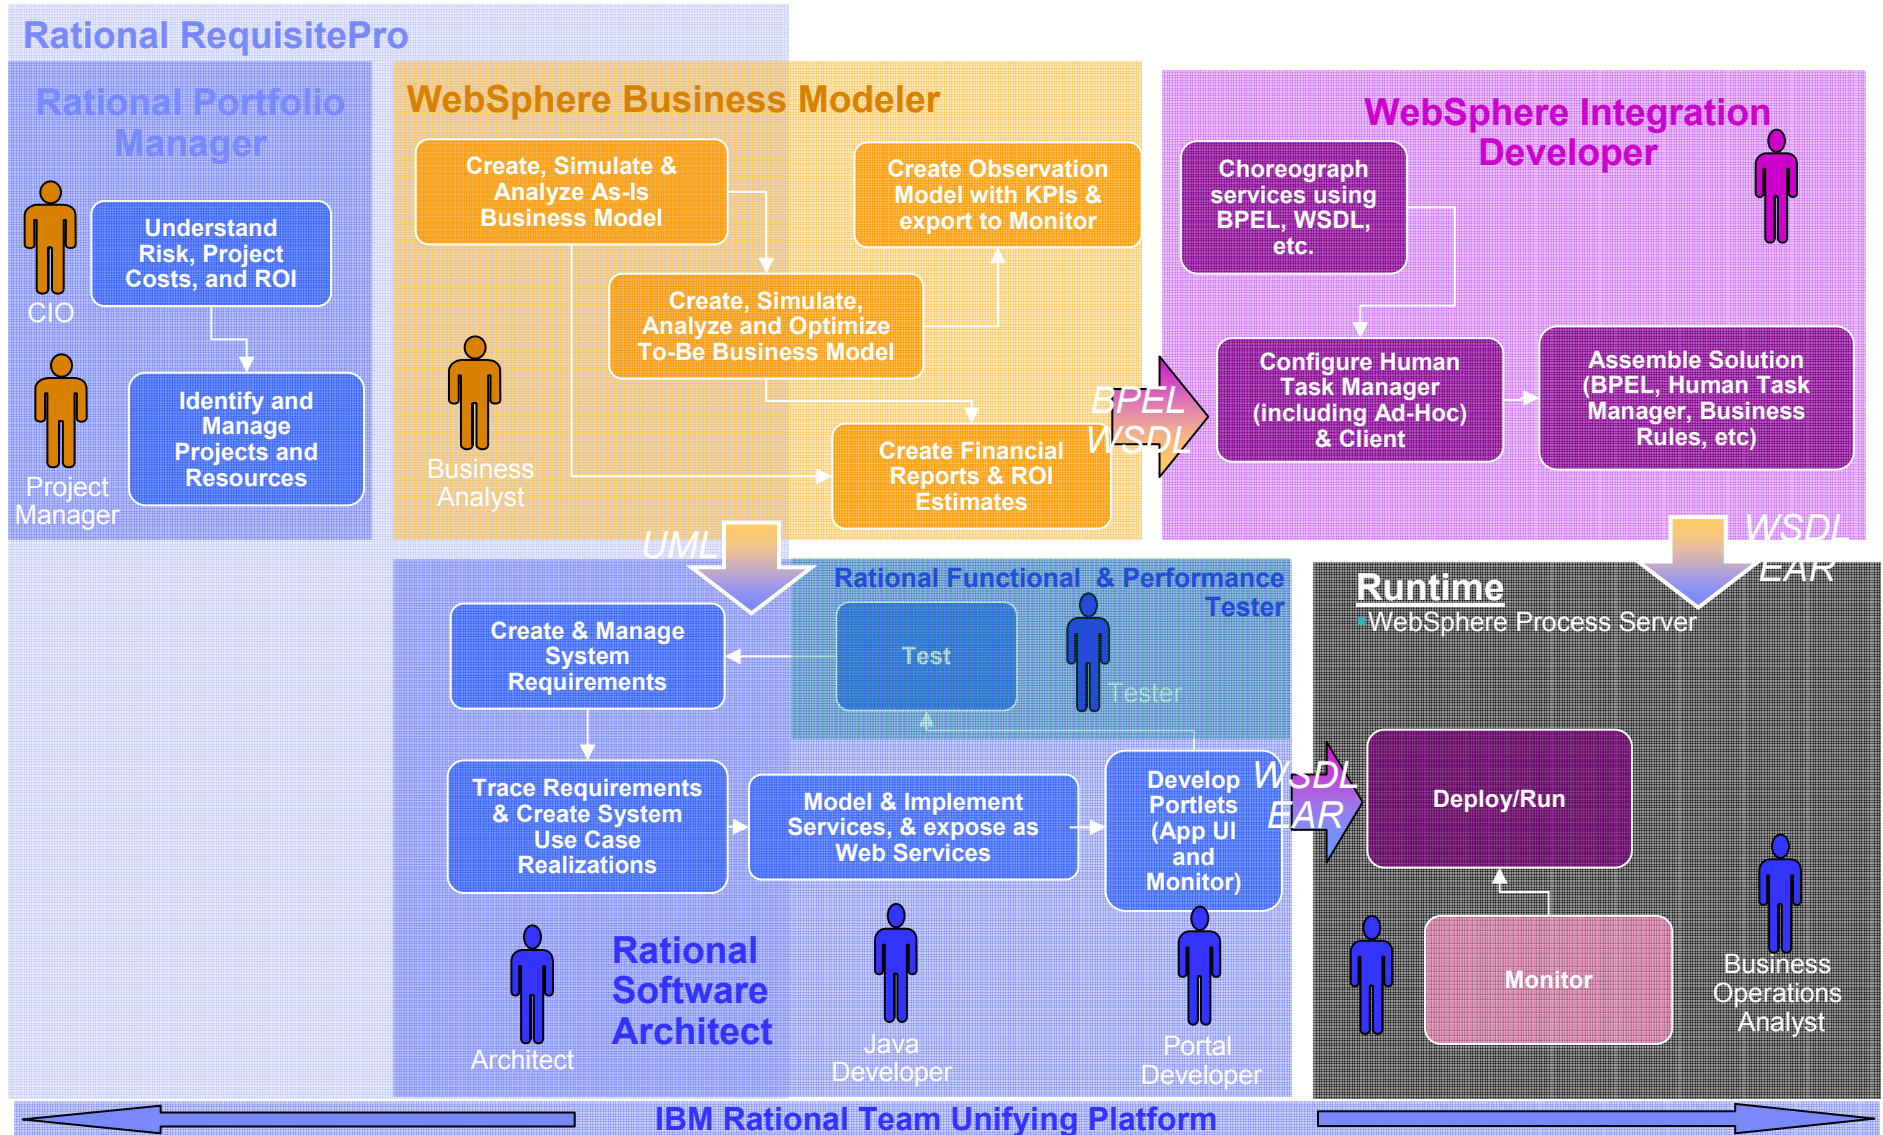 Rational RequisitePro
Rational Portfolio
Manager
CIO
Understand
Risk, Project
Costs, and ROI
Project
Manager
Identify and
Manage
Projects and
Resources
WebSphere Business Modeler
Create, Simulate &
Analyze As-Is
Business Model
Create Observation
Model with KPIs &
export to Monitor
Create, Simulate,
Analyze and Optimize
To-Be Business Model
Business
Analyst
Create Financial
Reports & ROI
Estimates
BPEL
WSDL
WebSphere Integration
Developer
Choreograph
services using
BPEL, WSDL,
etc.
Configure Human
Task Manager
(including Ad-Hoc)
& Client
Assemble Solution
(BPEL, Human Task
Manager, Business
Rules, etc)
UML
WSDL
EAR
Rational Functional & Performance
Tester
Create & Manage
System
Requirements
Test
Tester
Trace Requirements
& Create System
Use Case
Realizations
Model & Implement
Services, & expose as
Web Services
Develop
Portlets
(App UI
and
Monitor)
WSDL
EAR
Architect
Rational
Software
Architect
Java
Developer
Portal
Developer
Runtime
▪WebSphere Process Server
Deploy/Run
Monitor
Business
Operations
Analyst
IBM Rational Team Unifying Platform